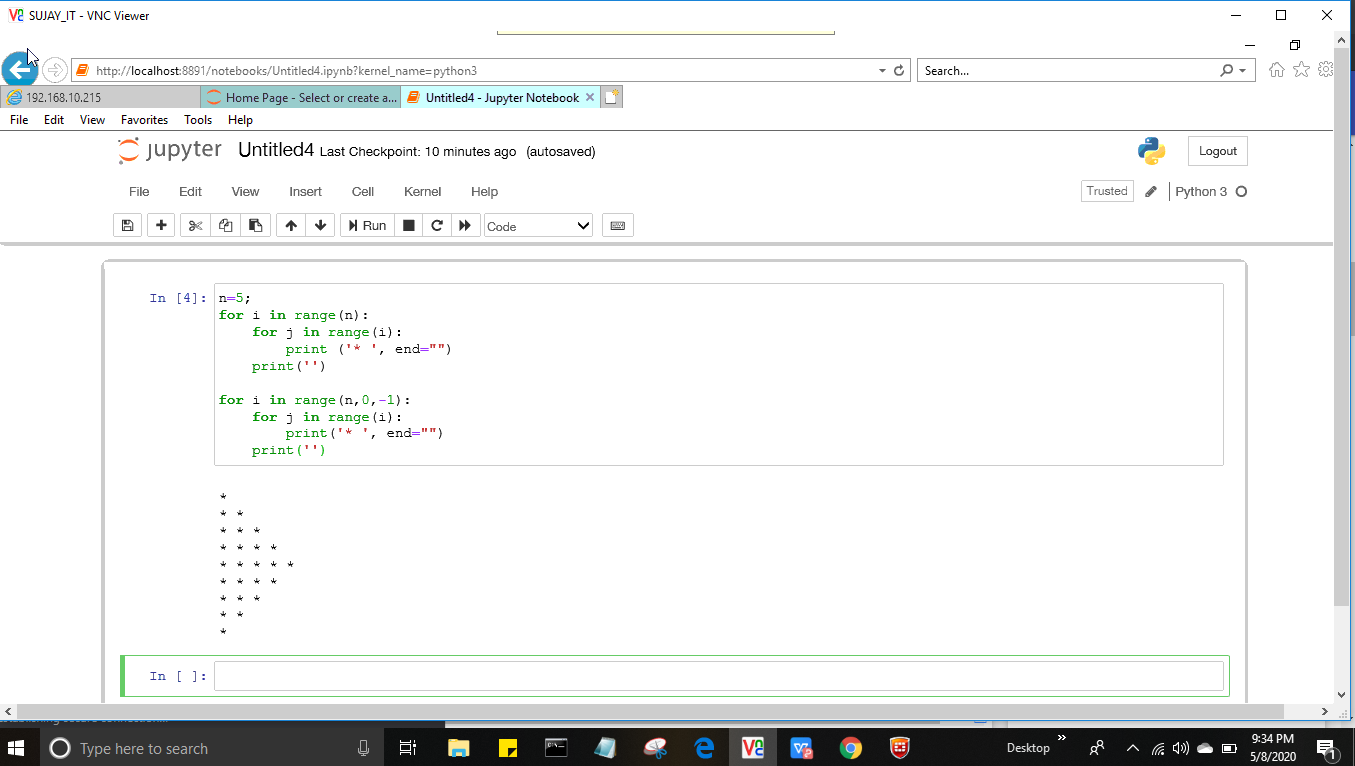 SUJAY_IT - VNC Viewer
http://localhost:8891/notebooks/Untitled4.ipynb?kernel_name=python3
Search...
192.168.10.215
Home Page - Select or create a...
Untitled4 - Jupyter Notebook
File Edit View Favorites Tools Help
jupyter Untitled4 Last Checkpoint: 10 minutes ago (autosaved)
Logout
File Edit View Insert Cell Kernel Help
Trusted
Python 3
Run
Code
In [4]: n=5;
for i in range(n):
    for j in range(i):
        print ('* ', end="")
    print('')

for i in range(n,0,-1):
    for j in range(i):
        print('* ', end="")
    print('')
*
* *
* * *
* * * *
* * * * *
* * * *
* * *
* *
*
In [ ]:
Type here to search
Desktop
9:34 PM
5/8/2020
1